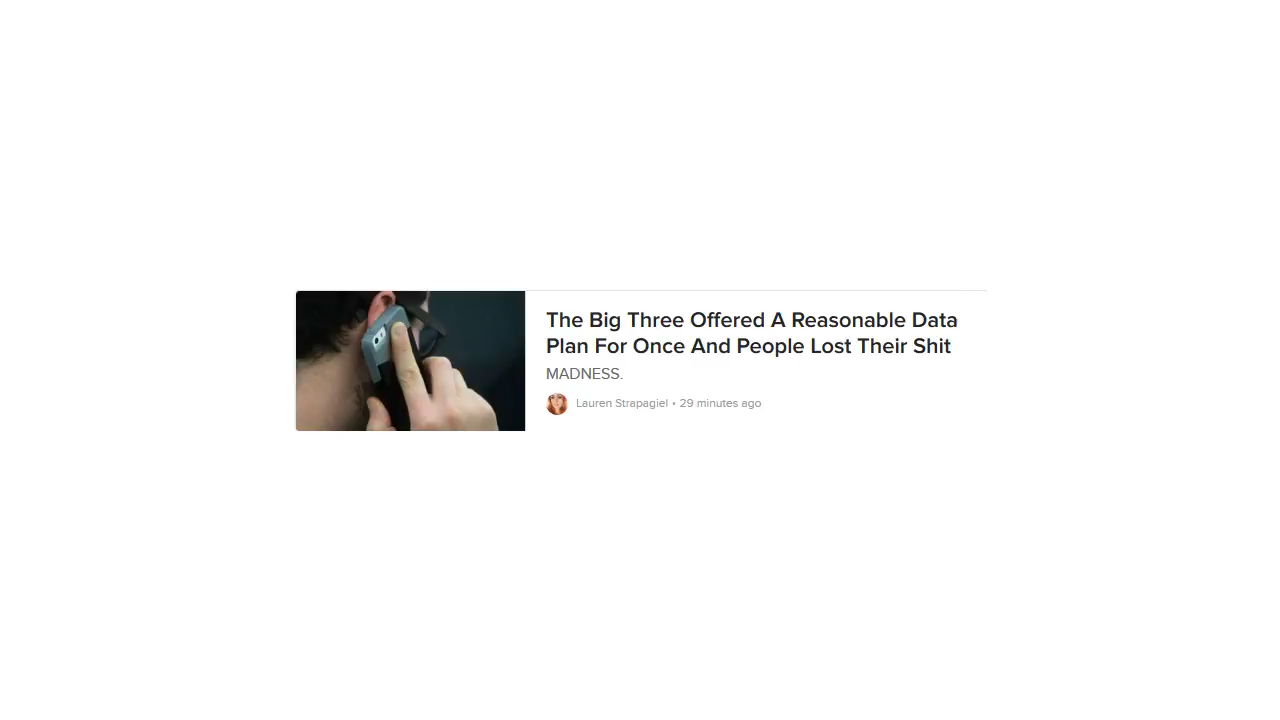 The Big Three Offered A Reasonable Data
Plan For Once And People Lost Their Shit
MADNESS.
Lauren Strapagiel • 29 minutes ago